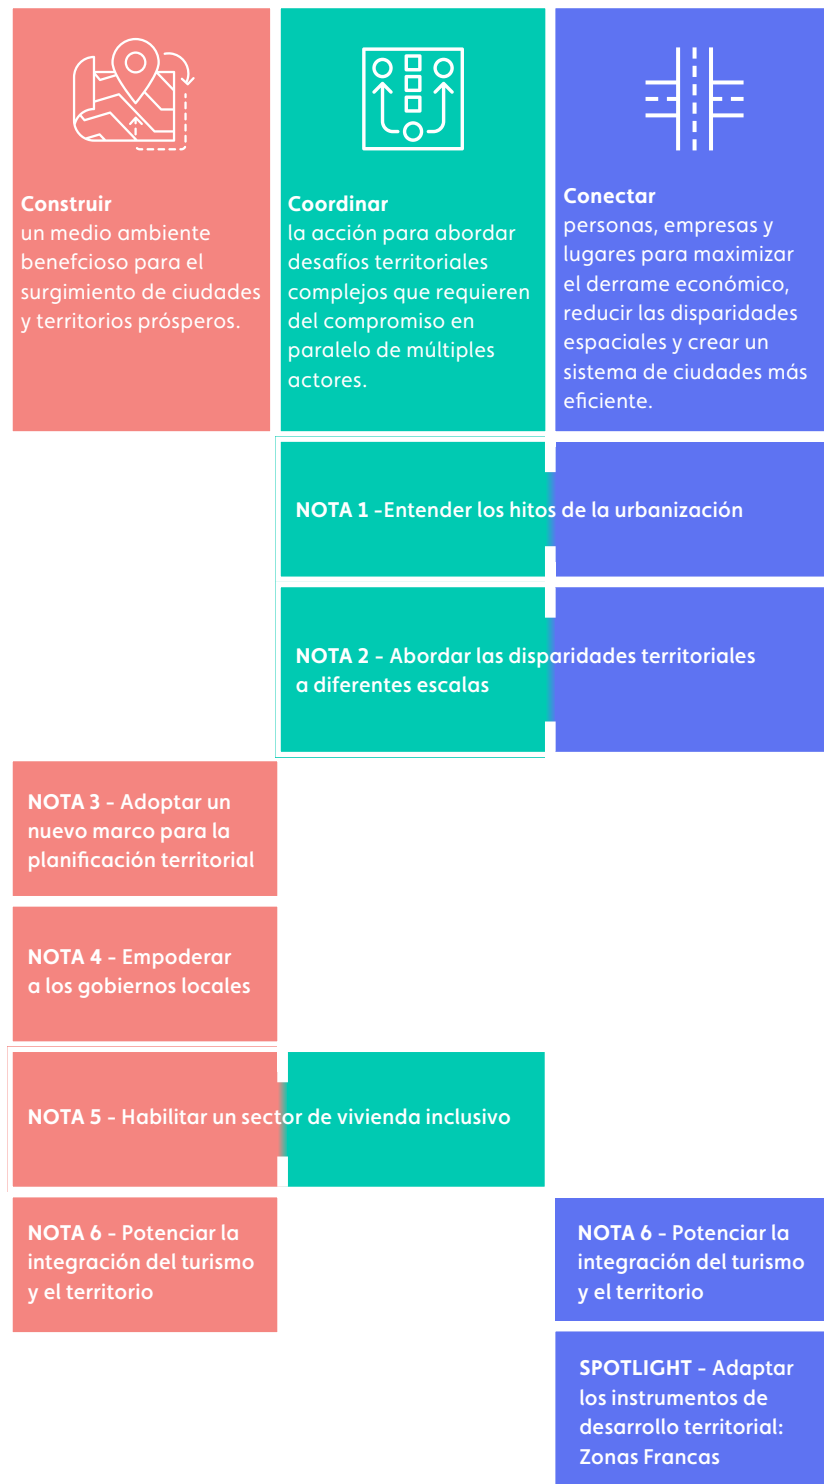 Construir
un medio ambiente
benefcioso para el
surgimiento de ciudades
y territorios prósperos.
Coordinar
la acción para abordar
desafíos territoriales
complejos que requieren
del compromiso en
paralelo de múltiples
actores.
Conectar
personas, empresas y
lugares para maximizar
el derrame económico,
reducir las disparidades
espaciales y crear un
sistema de ciudades más
eficiente.
NOTA 1 -Entender los hitos de la urbanización
NOTA 2 - Abordar las disparidades territoriales
a diferentes escalas
NOTA 3 - Adoptar un
nuevo marco para la
planificación territorial
NOTA 4 - Empoderar
a los gobiernos locales
NOTA 5 - Habilitar un sector de vivienda inclusivo
NOTA 6 - Potenciar la
integración del turismo
y el territorio
NOTA 6 - Potenciar la
integración del turismo
y el territorio
SPOTLIGHT - Adaptar
los instrumentos de
desarrollo territorial:
Zonas Francas